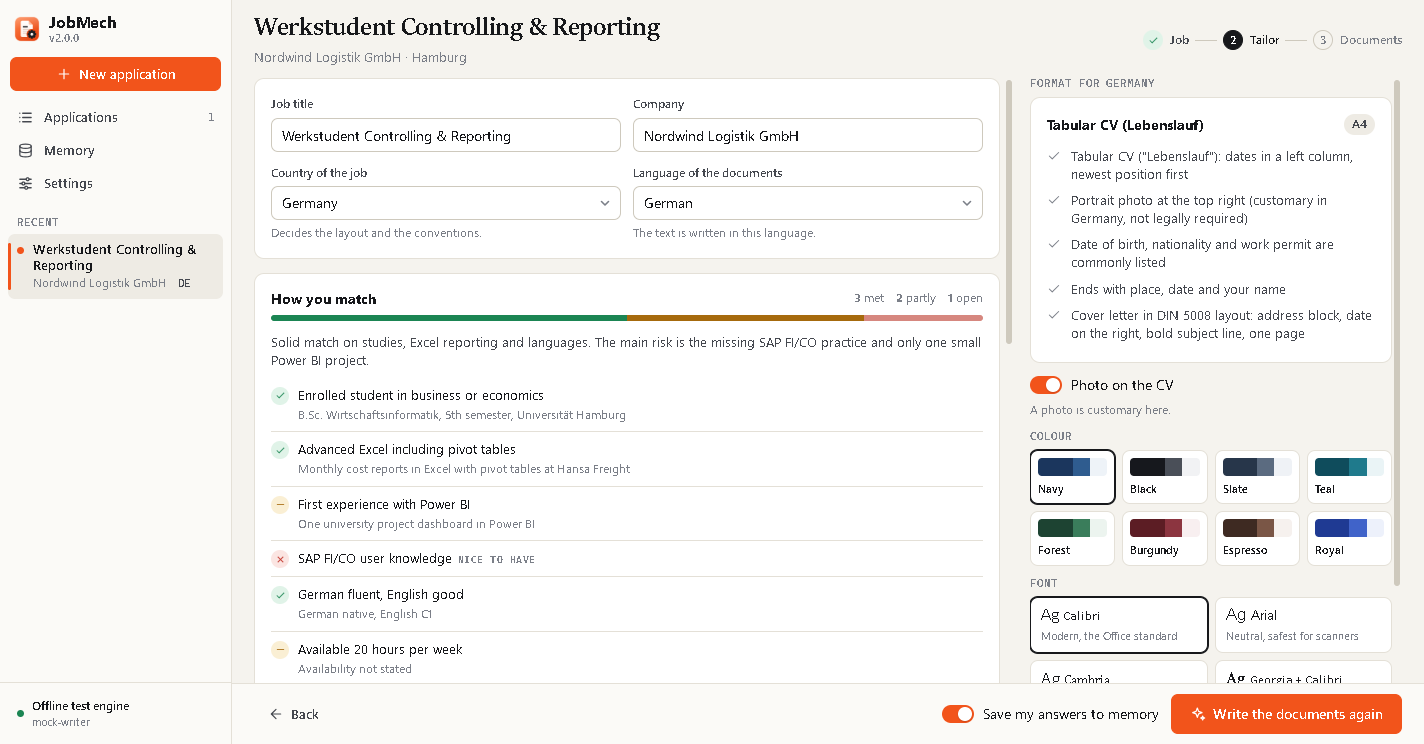 JobMech
v2.0.0
New application
Applications 1
Memory
Settings
RECENT
Werkstudent Controlling &
Reporting
Nordwind Logistik GmbH DE
Offline test engine
mock-writer
Werkstudent Controlling & Reporting
Nordwind Logistik GmbH · Hamburg
Job
2 Tailor
3 Documents
Job title
Werkstudent Controlling & Reporting
Company
Nordwind Logistik GmbH
Country of the job
Germany
Decides the layout and the conventions.
Language of the documents
German
The text is written in this language.
How you match
3 met 2 partly 1 open
Solid match on studies, Excel reporting and languages. The main risk is the missing SAP FI/CO practice and only one small
Power BI project.
Enrolled student in business or economics
B.Sc. Wirtschaftsinformatik, 5th semester, Universität Hamburg
Advanced Excel including pivot tables
Monthly cost reports in Excel with pivot tables at Hansa Freight
First experience with Power BI
One university project dashboard in Power BI
SAP FI/CO user knowledge NICE TO HAVE
German fluent, English good
German native, English C1
Available 20 hours per week
Availability not stated
FORMAT FOR GERMANY
Tabular CV (Lebenslauf) A4
Tabular CV ("Lebenslauf"): dates in a left column,
newest position first
Portrait photo at the top right (customary in
Germany, not legally required)
Date of birth, nationality and work permit are
commonly listed
Ends with place, date and your name
Cover letter in DIN 5008 layout: address block, date
on the right, bold subject line, one page
Photo on the CV
A photo is customary here.
COLOUR
Navy Black Slate Teal
Forest Burgundy Espresso Royal
FONT
Ag Calibri
Modern, the Office standard
Ag Arial
Neutral, safest for scanners
Ag Cambria
Ag Georgia + Calibri
Back
Save my answers to memory
Write the documents again